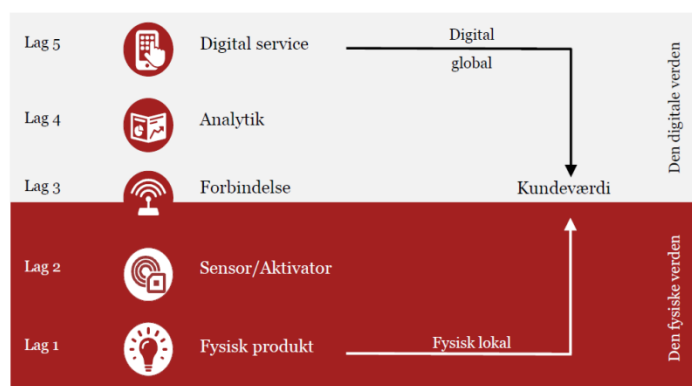 Lag 5
Digital service
Digital
global
Lag 4
Analytik
Lag 3
Forbindelse
Kundeværdi
Den digitale verden
Lag 2
Sensor/Aktivator
Lag 1
Fysisk produkt
Fysisk lokal
Den fysiske verden